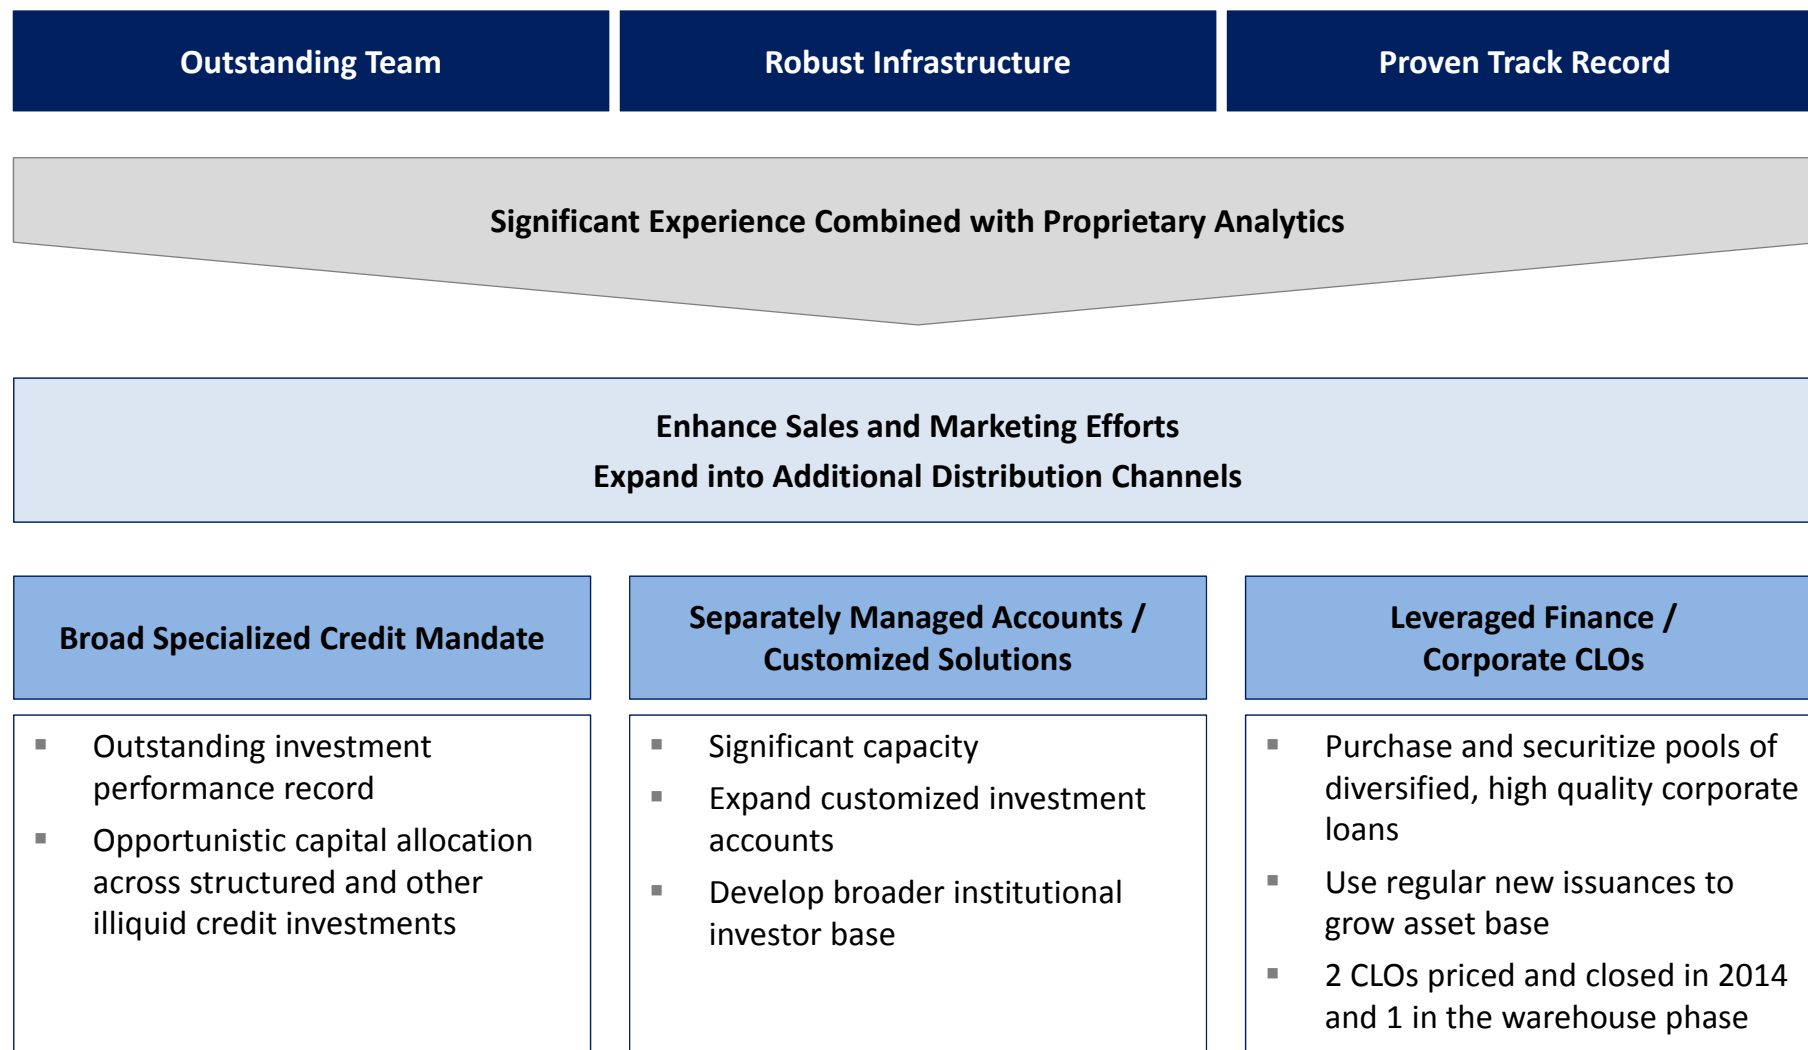 Outstanding Team
Robust Infrastructure
Proven Track Record
Significant Experience Combined with Proprietary Analytics
Enhance Sales and Marketing Efforts
Expand into Additional Distribution Channels
Broad Specialized Credit Mandate
▪ Outstanding investment
performance record
▪ Opportunistic capital allocation
across structured and other
illiquid credit investments
Separately Managed Accounts /
Customized Solutions
▪ Significant capacity
▪ Expand customized investment
accounts
▪ Develop broader institutional
investor base
Leveraged Finance /
Corporate CLOs
▪ Purchase and securitize pools of
diversified, high quality corporate
loans
▪ Use regular new issuances to
grow asset base
▪ 2 CLOs priced and closed in 2014
and 1 in the warehouse phase